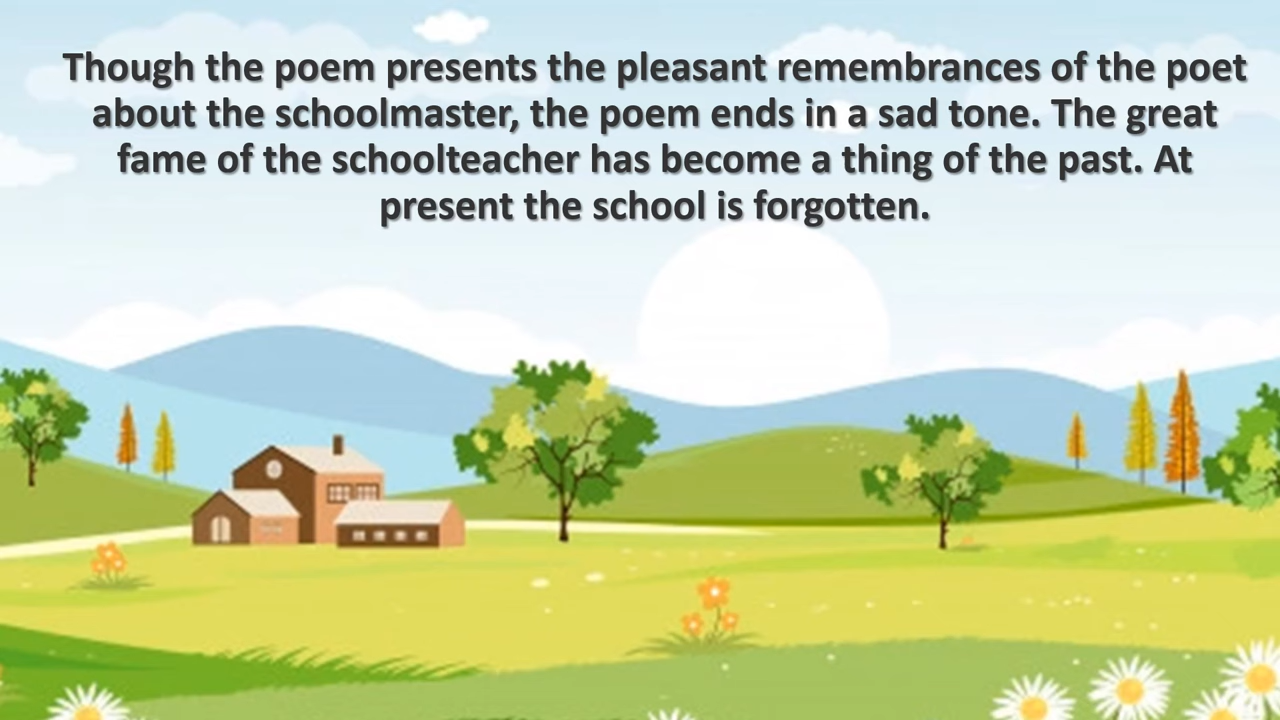 Though the poem presents the pleasant remembrances of the poet
about the schoolmaster, the poem ends in a sad tone. The great
fame of the schoolteacher has become a thing of the past. At
present the school is forgotten.